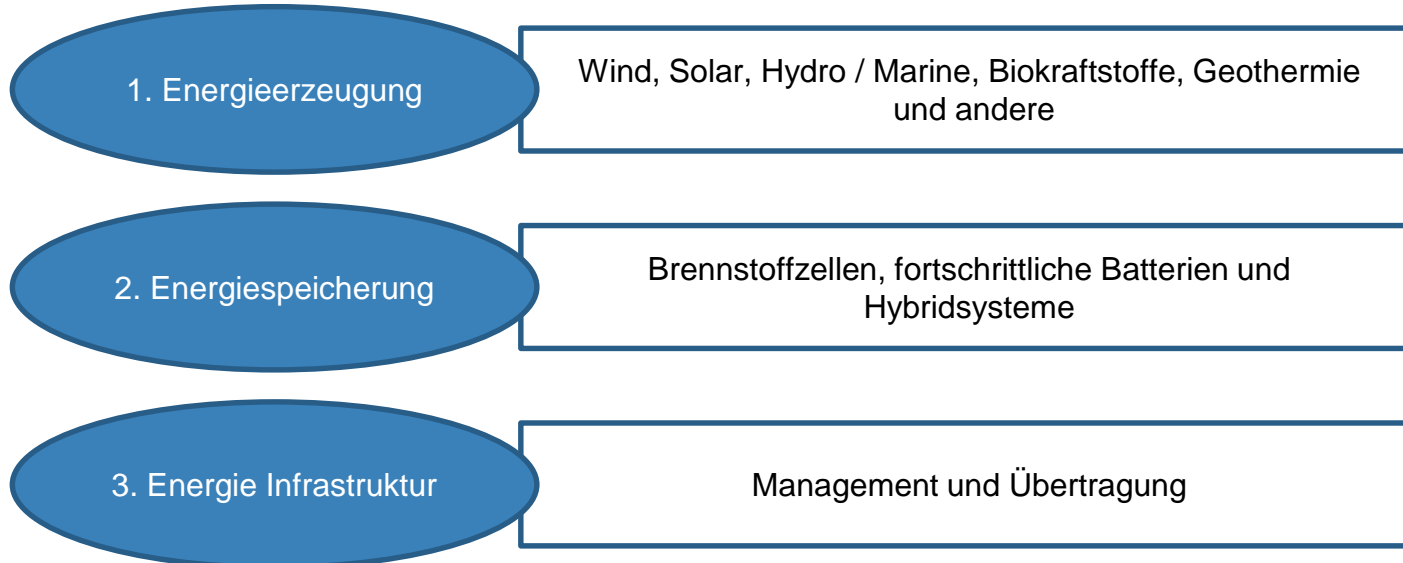 1. Energieerzeugung
Wind, Solar, Hydro / Marine, Biokraftstoffe, Geothermie
und andere
2. Energiespeicherung
Brennstoffzellen, fortschrittliche Batterien und
Hybridsysteme
3. Energie Infrastruktur
Management und Übertragung